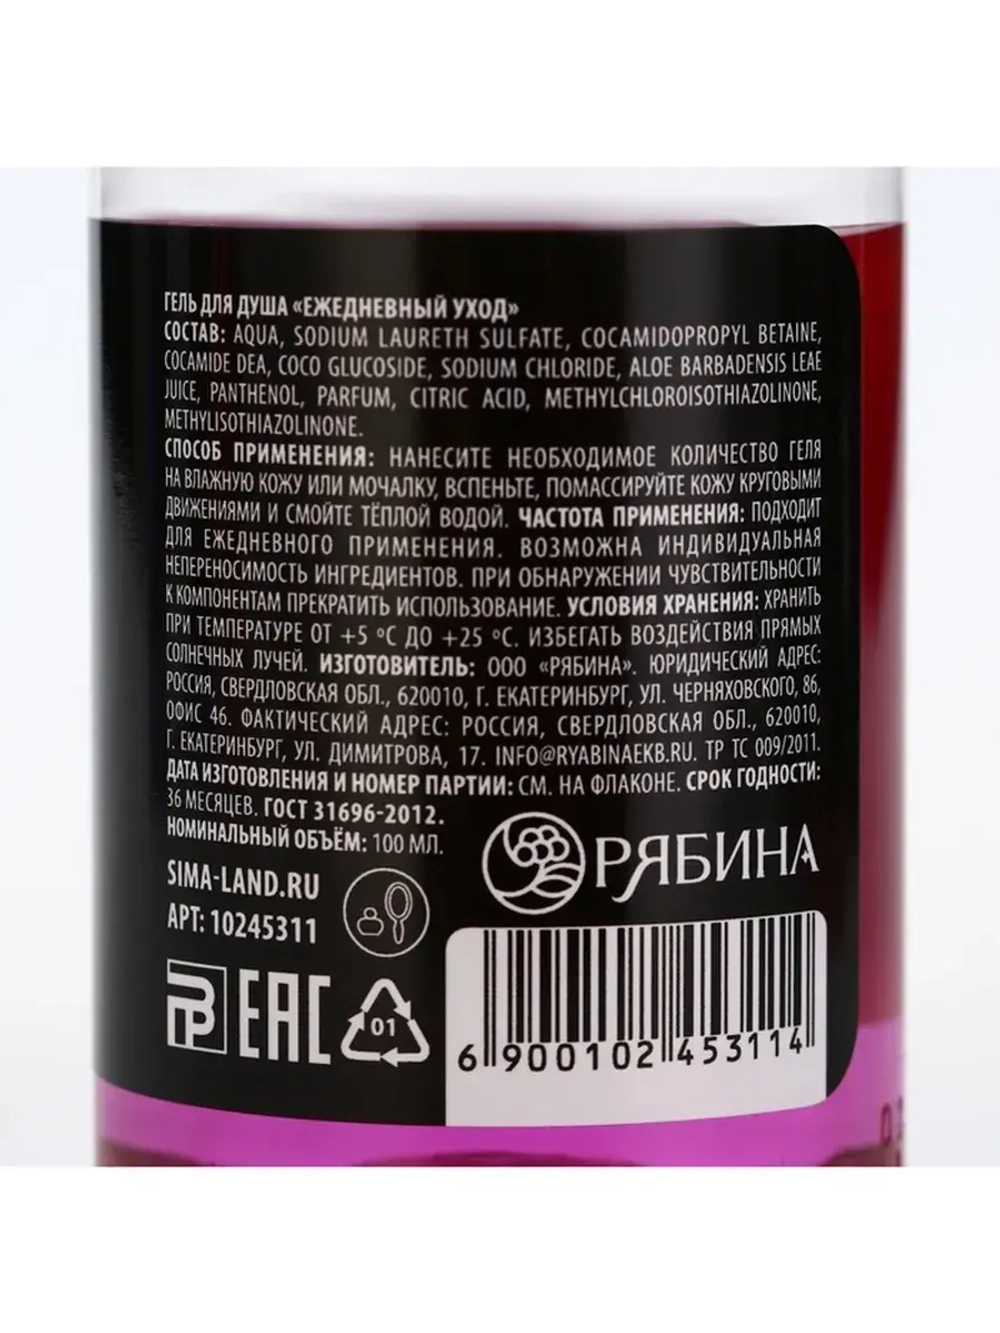 ГЕЛЬ ДЛЯ ДУША «ЕЖЕДНЕВНЫЙ УХОД»
СОСТАВ: AQUA, SODIUM LAURETH SULFATE, COCAMIDOPROPYL BETAINE,
COCAMIDE DEA, COCO GLUCOSIDE, SODIUM CHLORIDE, ALOE BARBADENSIS LEAE
JUICE, PANTHENOL, PARFUM, CITRIC ACID, METHYLCHLOROISOTHIAZOLINONE,
METHYLISOTHIAZOLINONE.
СПОСОБ ПРИМЕНЕНИЯ: НАНЕСИТЕ НЕОБХОДИМОЕ КОЛИЧЕСТВО ГЕЛЯ
НА ВЛАЖНУЮ КОЖУ ИЛИ МОЧАЛКУ, ВСПЕНЬТЕ, ПОМАССИРУЙТЕ КОЖУ КРУГОВЫМИ
ДВИЖЕНИЯМИ И СМОЙТЕ ТЁПЛОЙ ВОДОЙ. ЧАСТОТА ПРИМЕНЕНИЯ: ПОДХОДИТ
ДЛЯ ЕЖЕДНЕВНОГО ПРИМЕНЕНИЯ. ВОЗМОЖНА ИНДИВИДУАЛЬНАЯ
НЕПЕРЕНОСИМОСТЬ ИНГРЕДИЕНТОВ. ПРИ ОБНАРУЖЕНИИ ЧУВСТВИТЕЛЬНОСТИ
К КОМПОНЕНТАМ ПРЕКРАТИТЬ ИСПОЛЬЗОВАНИЕ. УСЛОВИЯ ХРАНЕНИЯ: ХРАНИТЬ
ПРИ ТЕМПЕРАТУРЕ ОТ +5 °С ДО +25 °С. ИЗБЕГАТЬ ВОЗДЕЙСТВИЯ ПРЯМЫХ
СОЛНЕЧНЫХ ЛУЧЕЙ. ИЗГОТОВИТЕЛЬ: ООО «РЯБИНА». ЮРИДИЧЕСКИЙ АДРЕС:
РОССИЯ, СВЕРДЛОВСКАЯ ОБЛ., 620010, Г. ЕКАТЕРИНБУРГ, УЛ. ЧЕРНЯХОВСКОГО, 86,
ОФИС 46. ФАКТИЧЕСКИЙ АДРЕС: РОССИЯ, СВЕРДЛОВСКАЯ ОБЛ., 620010,
Г. ЕКАТЕРИНБУРГ, УЛ. ДИМИТРОВА, 17. INFO@RYABINAEKB.RU. ТР ТС 009/2011.
ДАТА ИЗГОТОВЛЕНИЯ И НОМЕР ПАРТИИ: СМ. НА ФЛАКОНЕ. СРОК ГОДНОСТИ:
36 МЕСЯЦЕВ. ГОСТ 31696-2012.
НОМИНАЛЬНЫЙ ОБЪЁМ: 100 МЛ.
РЯБИНА
SIMA-LAND.RU
АРТ: 10245311
EAC
01
6 900102 453114